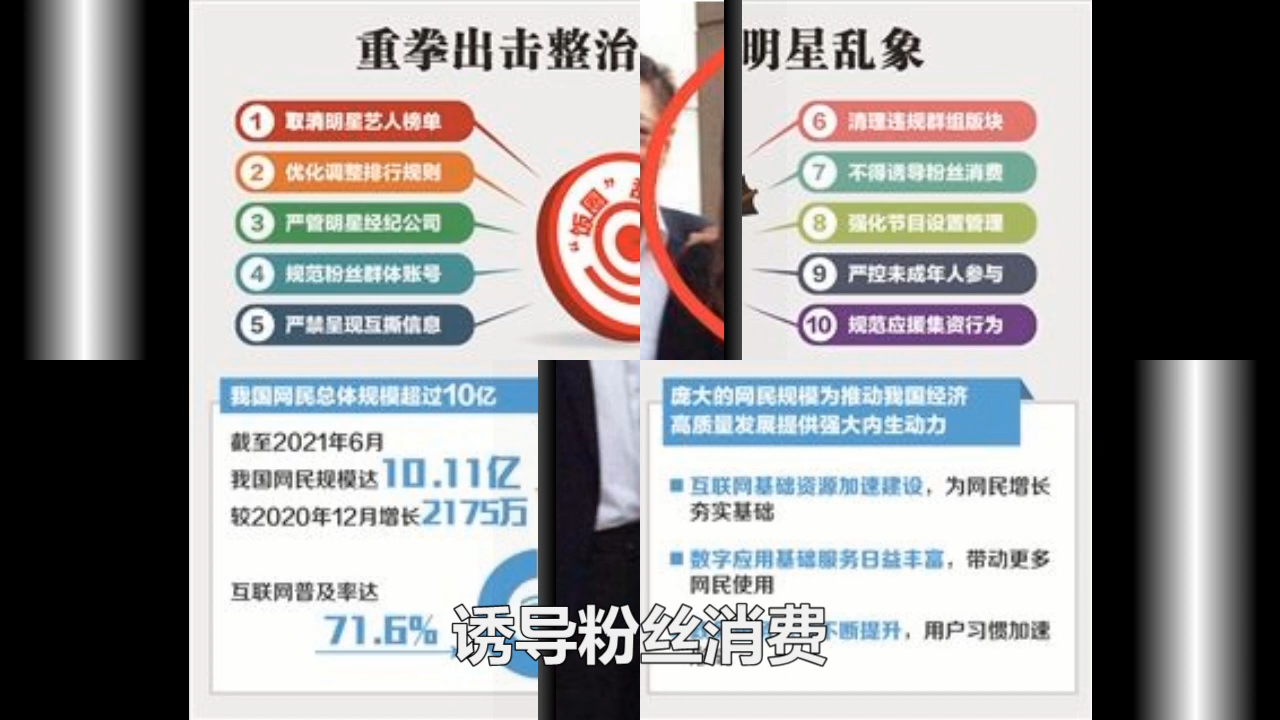 重拳出击整治
明星乱象
1 取消明星艺人榜单
2 优化调整排行规则
3 严管明星经纪公司
4 规范粉丝群体账号
5 严禁呈现互撕信息
“饭圈”
6 清理违规群组版块
7 不得诱导粉丝消费
8 强化节目设置管理
9 严控未成年人参与
10 规范应援集资行为
我国网民总体规模超过10亿
截至2021年6月
我国网民规模达10.11亿
较2020年12月增长2175万
互联网普及率达
71.6%
庞大的网民规模为推动我国经济
高质量发展提供强大内生动力
互联网基础资源加速建设，为网民增长
夯实基础
数字应用基础服务日益丰富，带动更多
网民使用
不断提升，用户习惯加速
诱导粉丝消费